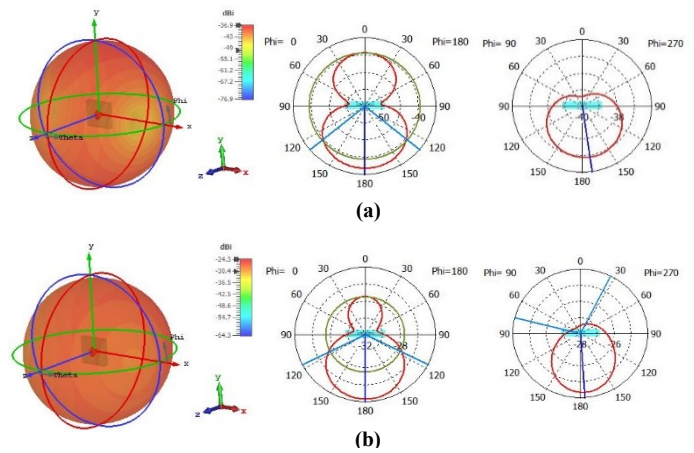 y
dBi
-36.9
-43
-49
-55.1
-61.2
-67.2
-76.9
Phi
Theta
x
z
y
z
x
Phi= 0
0
Phi=180
30
30
60
60
90
-50
-40
90
120
120
150
150
180
Phi= 90
0
Phi=270
30
30
60
60
90
-40
-38
90
120
120
150
150
180
(a)
y
dBi
-24.5
-30.4
-36.5
-42.5
-48.6
-54.7
-64.3
Phi
Theta
x
z
y
z
x
Phi= 0
0
Phi=180
30
30
60
60
90
-32
-28
90
120
120
150
150
180
Phi= 90
0
Phi=270
30
30
60
60
90
-28
-26
90
120
120
150
150
180
(b)